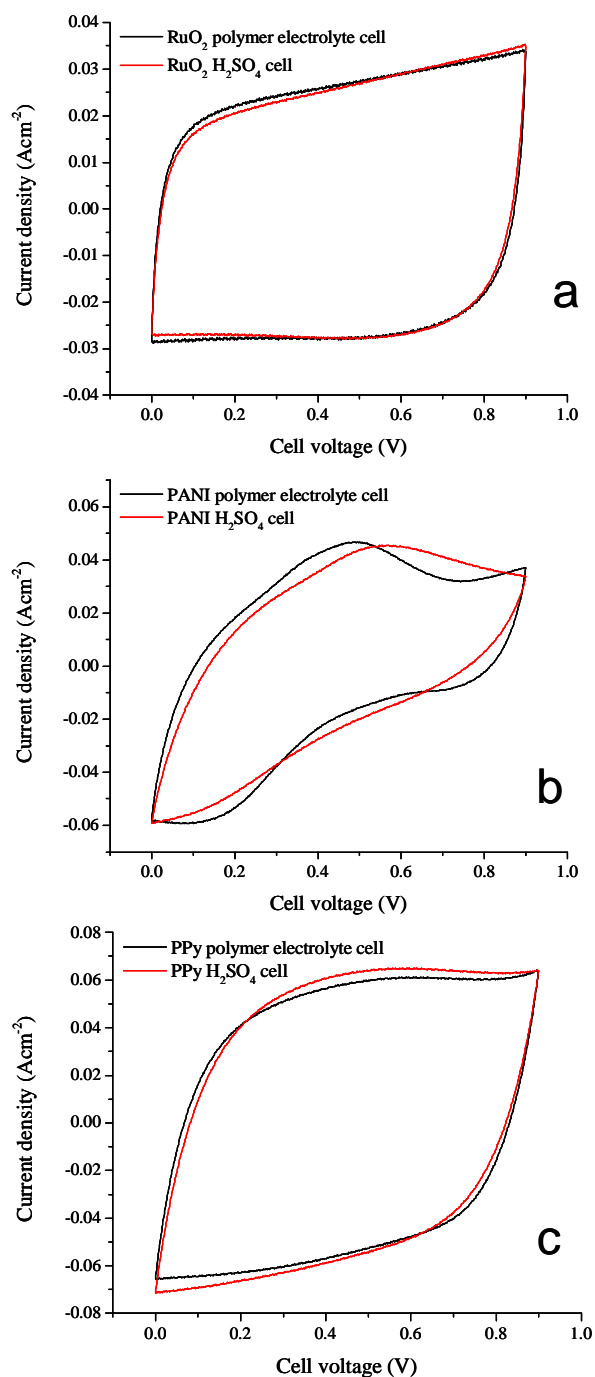 0.04
0.03
0.02
0.01
0.00
-0.01
-0.02
-0.03
-0.04
Current density (Acm⁻²)
RuO₂ polymer electrolyte cell
RuO₂ H₂SO₄ cell
a
0.0 0.2 0.4 0.6 0.8 1.0
Cell voltage (V)
0.06
0.04
0.02
0.00
-0.02
-0.04
-0.06
Current density (Acm⁻²)
PANI polymer electrolyte cell
PANI H₂SO₄ cell
b
0.0 0.2 0.4 0.6 0.8 1.0
Cell voltage (V)
0.08
0.06
0.04
0.02
0.00
-0.02
-0.04
-0.06
-0.08
Current density (Acm⁻²)
PPy polymer electrolyte cell
PPy H₂SO₄ cell
c
0.0 0.2 0.4 0.6 0.8 1.0
Cell voltage (V)